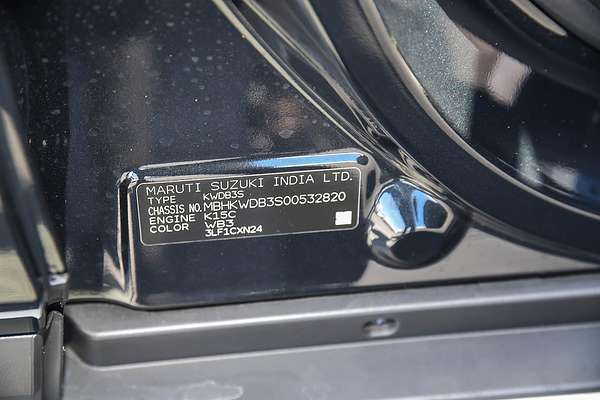 MARUTI SUZUKI INDIA LTD.
TYPE KWDB3S
CHASSIS NO. MBHKWDB3S00532820
ENGINE K15C
COLOR WB3
3LF1CXN24